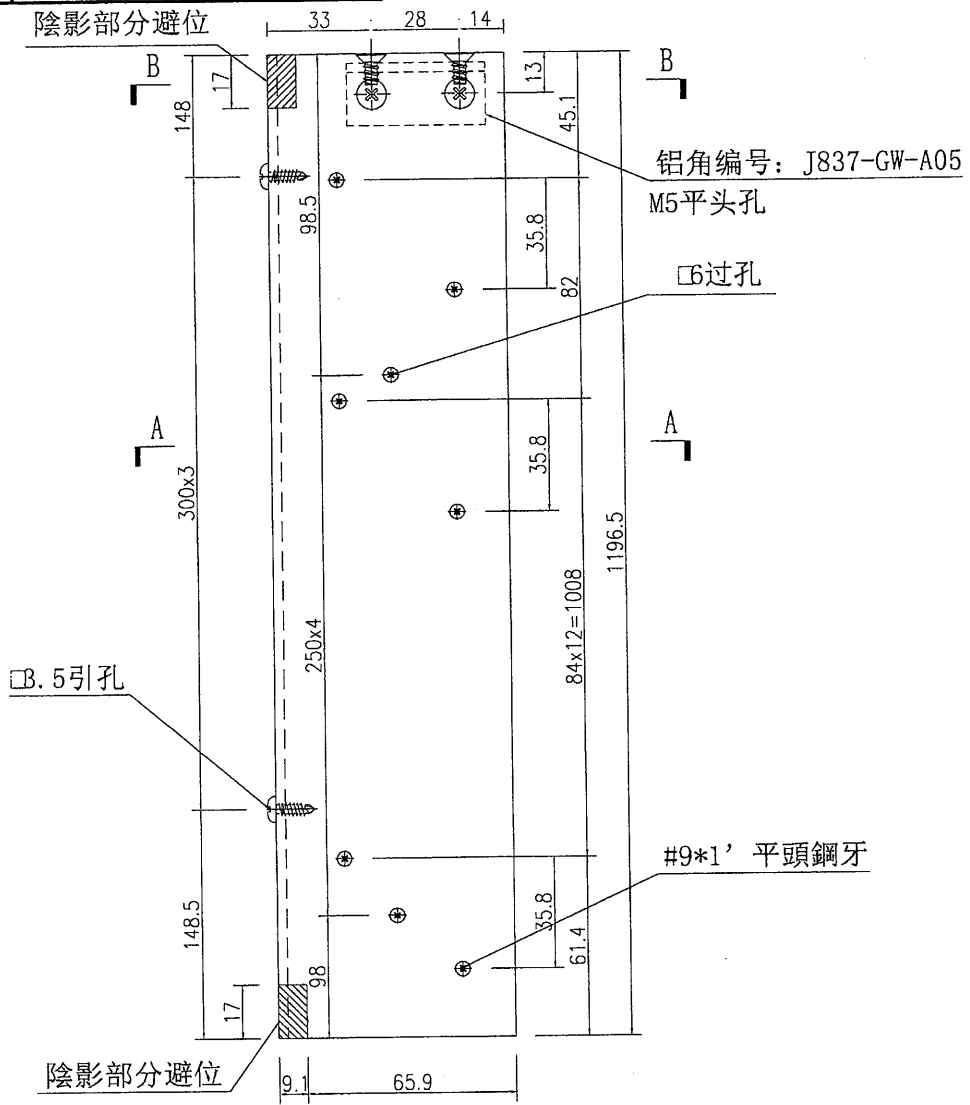 33 28 14
陰影部分避位
B B
17 13
148 45.1
铝角编号: J837-GW-A05
M5平头孔
98.5 35.8
82
□6过孔
A A
35.8
300x3
1196.5
250x4 84x12=1008
□3.5引孔
#9*1’ 平頭鋼牙
35.8
148.5 61.4
98
17
陰影部分避位
9.1 65.9